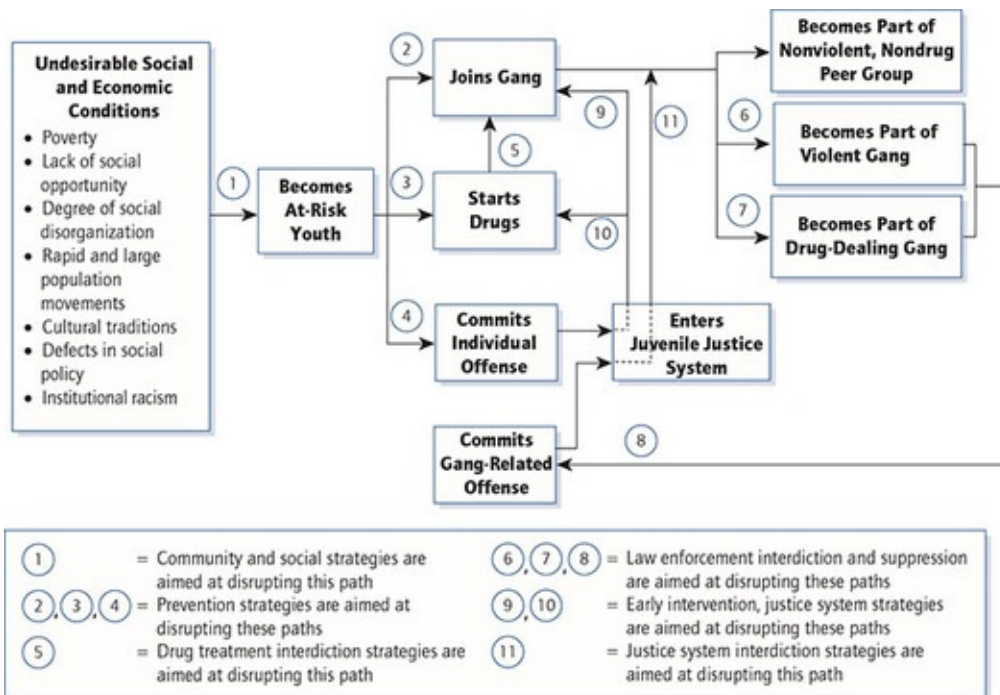 Undesirable Social
and Economic
Conditions
• Poverty
• Lack of social
opportunity
• Degree of social
disorganization
• Rapid and large
population
movements
• Cultural traditions
• Defects in social
policy
• Institutional racism
1
Becomes
At-Risk
Youth
2
3
4
Joins Gang
5
Starts
Drugs
Commits
Individual
Offense
Commits
Gang-Related
Offense
9
10
11
Enters
Juvenile Justice
System
Becomes Part of
Nonviolent, Nondrug
Peer Group
6
Becomes Part of
Violent Gang
7
Becomes Part of
Drug-Dealing Gang
8
1 = Community and social strategies are
aimed at disrupting this path
2, 3, 4 = Prevention strategies are aimed at
disrupting these paths
5 = Drug treatment interdiction strategies are
aimed at disrupting this path
6, 7, 8 = Law enforcement interdiction and suppression
are aimed at disrupting these paths
9, 10 = Early intervention, justice system strategies
are aimed at disrupting these paths
11 = Justice system interdiction strategies are
aimed at disrupting this path